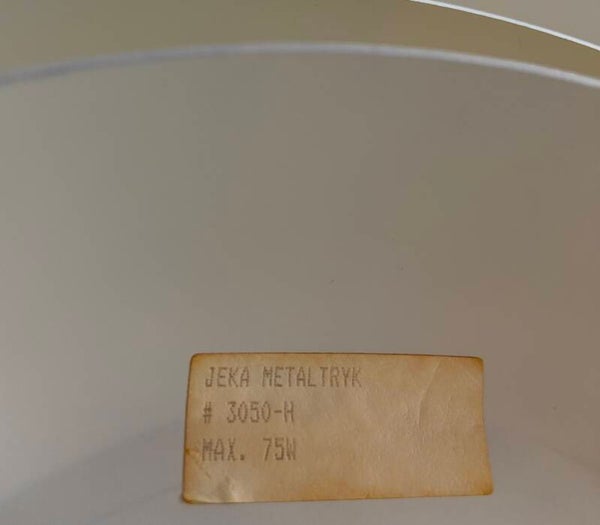 JEKA METALTRYK
# 3050-H
MAX. 75W